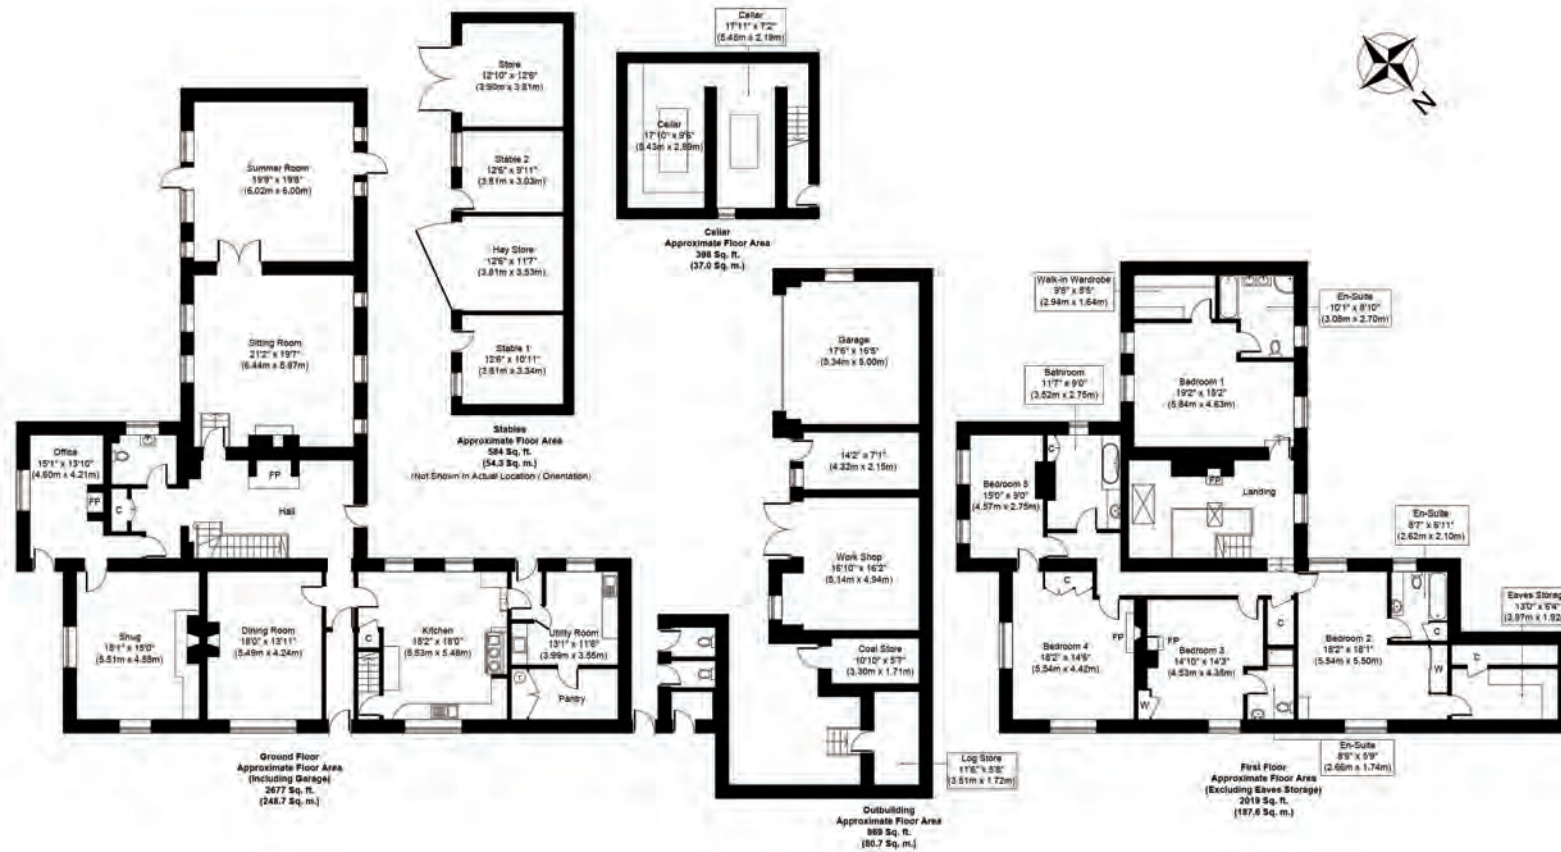 Cellar
17'11" x 7'2"
(5.46m x 2.19m)
Store
12'10" x 12'6"
(3.90m x 3.81m)
Stable 2
12'6" x 9'11"
(3.81m x 3.03m)
Hay Store
12'6" x 11'7"
(3.81m x 3.53m)
Stable 1
12'6" x 10'11"
(3.81m x 3.34m)
Stables
Approximate Floor Area
584 Sq. ft.
(54.3 Sq. m.)
(Not Shown In Actual Location / Orientation)
Cellar
17'10" x 9'6"
(5.43m x 2.89m)
Cellar
Approximate Floor Area
398 Sq. ft.
(37.0 Sq. m.)
N
Summer Room
19'9" x 19'8"
(6.02m x 6.00m)
Sitting Room
21'2" x 19'7"
(6.44m x 5.97m)
Office
15'1" x 13'10"
(4.60m x 4.21m)
FP
C
FP
Hall
Snug
18'1" x 15'0"
(5.51m x 4.58m)
Dining Room
18'0" x 13'11"
(5.49m x 4.24m)
C
Kitchen
18'2" x 18'0"
(5.53m x 5.48m)
Utility Room
13'1" x 11'8"
(3.99m x 3.55m)
Pantry
Ground Floor
Approximate Floor Area
(Including Garage)
2677 Sq. ft.
(248.7 Sq. m.)
Garage
17'6" x 16'5"
(5.34m x 5.00m)
14'2" x 7'1"
(4.32m x 2.15m)
Work Shop
16'10" x 16'2"
(5.14m x 4.94m)
Coal Store
10'10" x 5'7"
(3.30m x 1.71m)
Log Store
11'6" x 5'8"
(3.51m x 1.72m)
Outbuilding
Approximate Floor Area
869 Sq. ft.
(80.7 Sq. m.)
Walk-in Wardrobe
9'8" x 5'5"
(2.94m x 1.64m)
En-Suite
10'1" x 8'10"
(3.08m x 2.70m)
Bathroom
11'7" x 9'0"
(3.52m x 2.75m)
Bedroom 1
19'2" x 15'2"
(5.84m x 4.63m)
C
Bedroom 5
15'0" x 9'0"
(4.57m x 2.75m)
FP
Landing
En-Suite
8'7" x 6'11"
(2.62m x 2.10m)
Eaves Storag
13'0" x 6'4"
(3.97m x 1.92
C
Bedroom 4
18'2" x 14'6"
(5.54m x 4.42m)
FP
FP
Bedroom 3
14'10" x 14'3"
(4.53m x 4.35m)
W
C
Bedroom 2
18'2" x 18'1"
(5.54m x 5.50m)
C
W
C
En-Suite
8'9" x 5'9"
(2.66m x 1.74m)
First Floor
Approximate Floor Area
(Excluding Eaves Storage)
2019 Sq. ft.
(187.6 Sq. m.)